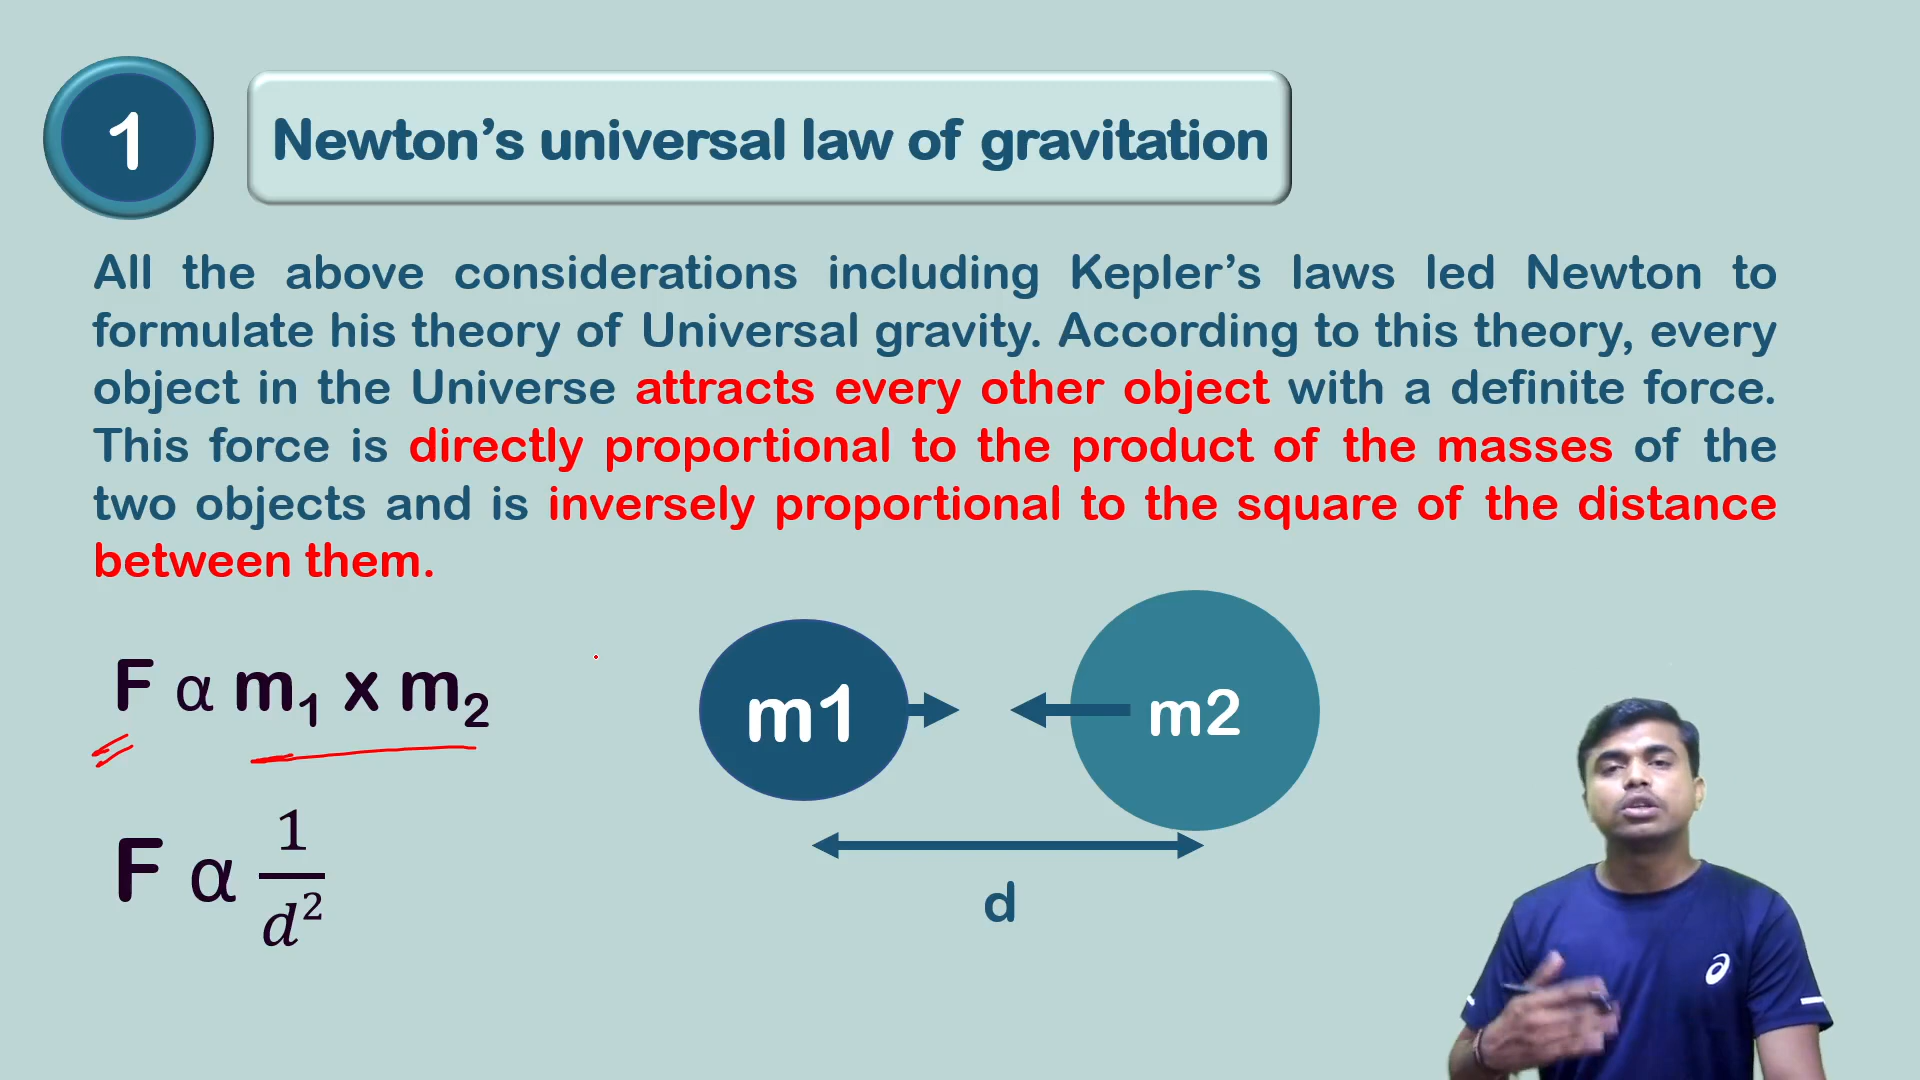 1
Newton’s universal law of gravitation
All the above considerations including Kepler’s laws led Newton to
formulate his theory of Universal gravity. According to this theory, every
object in the Universe attracts every other object with a definite force.
This force is directly proportional to the product of the masses of the
two objects and is inversely proportional to the square of the distance
between them.
F α m₁ x m₂
m1
m2
F α 1/d²
d